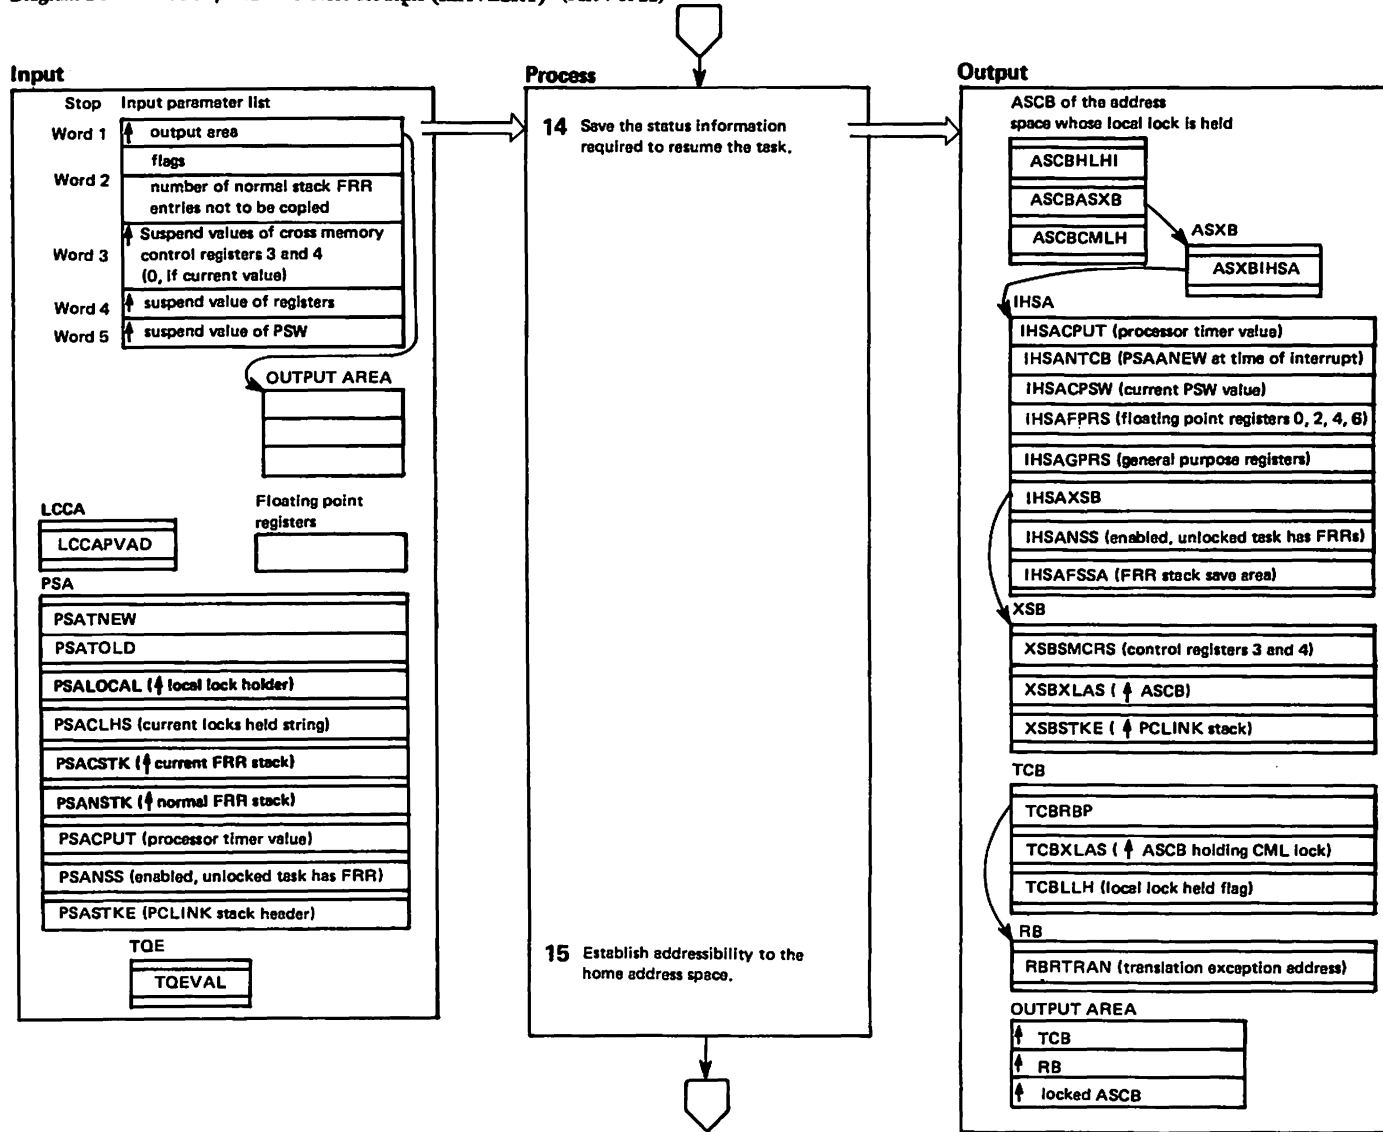 Input
Stop Input parameter list
Word 1 output area
flags
Word 2 number of normal stack FRR
entries not to be copied
Suspend values of cross memory
Word 3 control registers 3 and 4
(0, if current value)
Word 4 suspend value of registers
Word 5 suspend value of PSW
OUTPUT AREA
Floating point
registers
LCCA
LCCAPVAD
PSA
PSATNEW
PSATOLD
PSALOCAL ( local lock holder)
PSACLHS (current locks held string)
PSACSTK ( current FRR stack)
PSANSTK ( normal FRR stack)
PSACPUT (processor timer value)
PSANSS (enabled, unlocked task has FRR)
PSASTKE (PCLINK stack header)
TQE
TQEVAL
Process
14 Save the status information
required to resume the task.
15 Establish addressibility to the
home address space.
Output
ASCB of the address
space whose local lock is held
ASCBHLHI
ASCBASXB
ASCBCMLH
ASXB
ASXBIHSA
IHSA
IHSACPUT (processor timer value)
IHSANTCB (PSAANEW at time of interrupt)
IHSACPSW (current PSW value)
IHSAFPRS (floating point registers 0, 2, 4, 6)
IHSAGPRS (general purpose registers)
IHSAXSB
IHSANSS (enabled, unlocked task has FRRs)
IHSAFSSA (FRR stack save area)
XSB
XSBSMCRS (control registers 3 and 4)
XSBXLAS ( ASCB)
XSBSTKE ( PCLINK stack)
TCB
TCBRBP
TCBXLAS ( ASCB holding CML lock)
TCBLLH (local lock held flag)
RB
RBRTRAN (translation exception address)
OUTPUT AREA
TCB
RB
locked ASCB